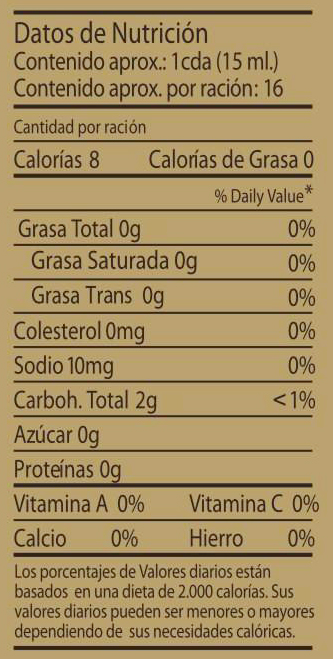 Datos de Nutrición
Contenido aprox.: 1cda (15 ml.)
Contenido aprox. por ración: 16
Cantidad por ración
Calorías 8 Calorías de Grasa 0
% Daily Value*
Grasa Total 0g 0%
Grasa Saturada 0g 0%
Grasa Trans 0g 0%
Colesterol 0mg 0%
Sodio 10mg 0%
Carboh. Total 2g <1%
Azúcar 0g
Proteínas 0g
Vitamina A 0% Vitamina C 0%
Calcio 0% Hierro 0%
Los porcentajes de Valores diarios están
basados en una dieta de 2.000 calorías. Sus
valores diarios pueden ser menores o mayores
dependiendo de sus necesidades calóricas.